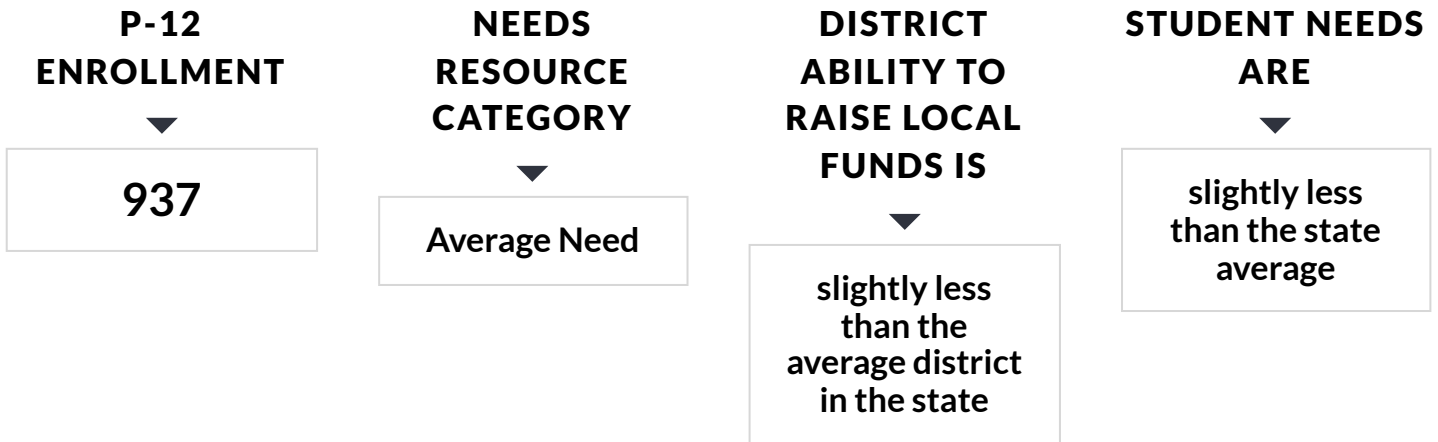 P-12
ENROLLMENT
937
NEEDS
RESOURCE
CATEGORY
Average Need
DISTRICT
ABILITY TO
RAISE LOCAL
FUNDS IS
slightly less
than the
average district
in the state
STUDENT NEEDS
ARE
slightly less
than the state
average